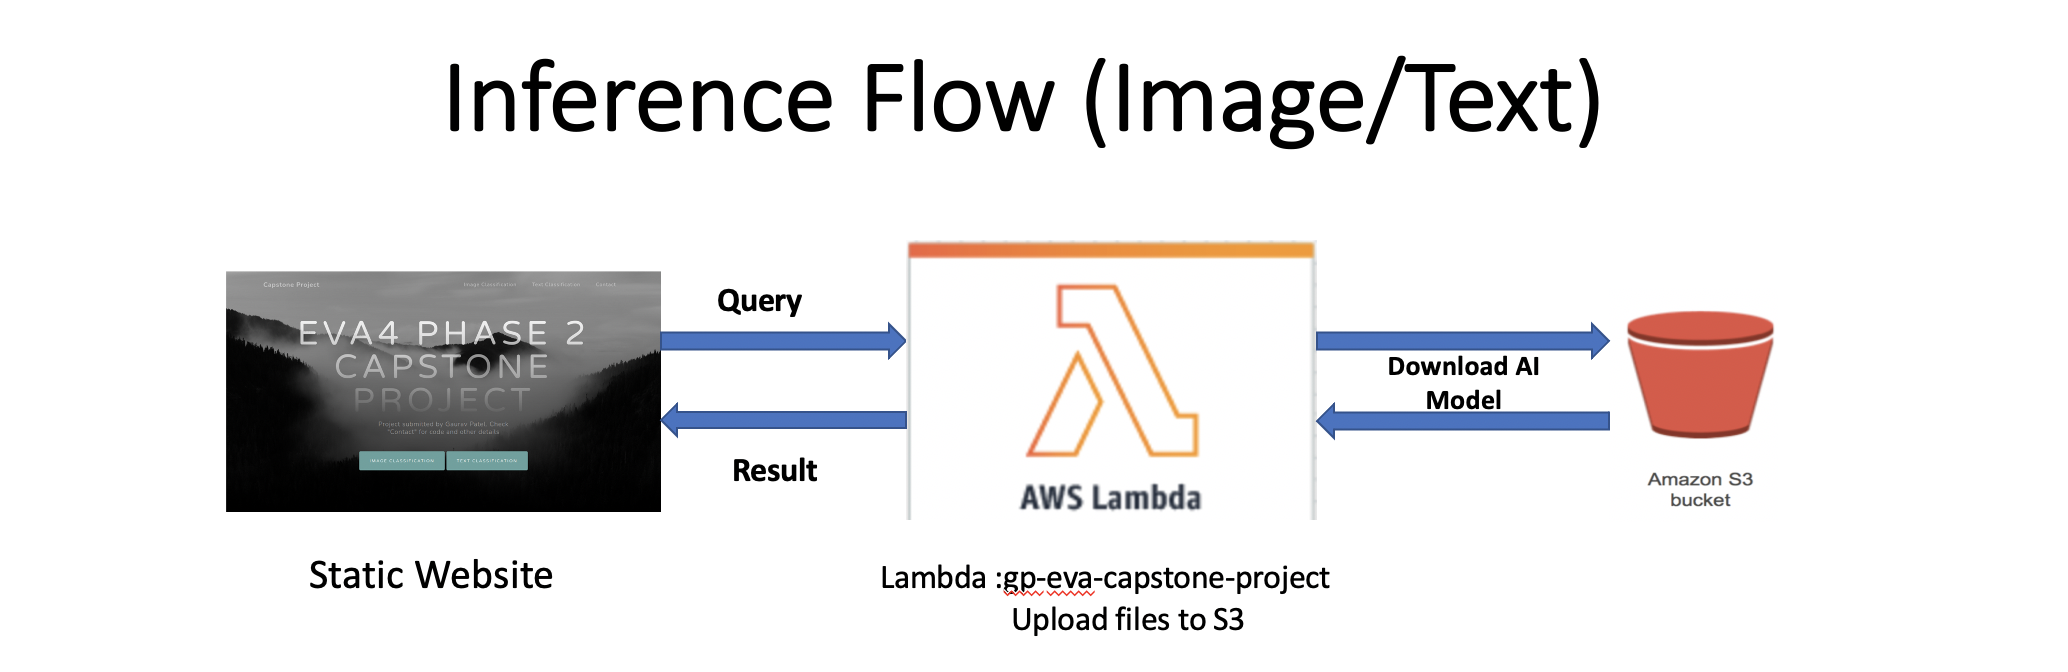 Inference Flow (Image/Text)
Capstone Project
Image Classification
Text Classification
Contact
EVA4 PHASE 2
CAPSTONE
PROJECT
Project submitted by Gaurav Patel. Check
"Contact" for code and other details
IMAGE CLASSIFICATION
TEXT CLASSIFICATION
Static Website
Query
Result
AWS Lambda
Lambda :gp-eva-capstone-project
Upload files to S3
Download AI
Model
Amazon S3
bucket